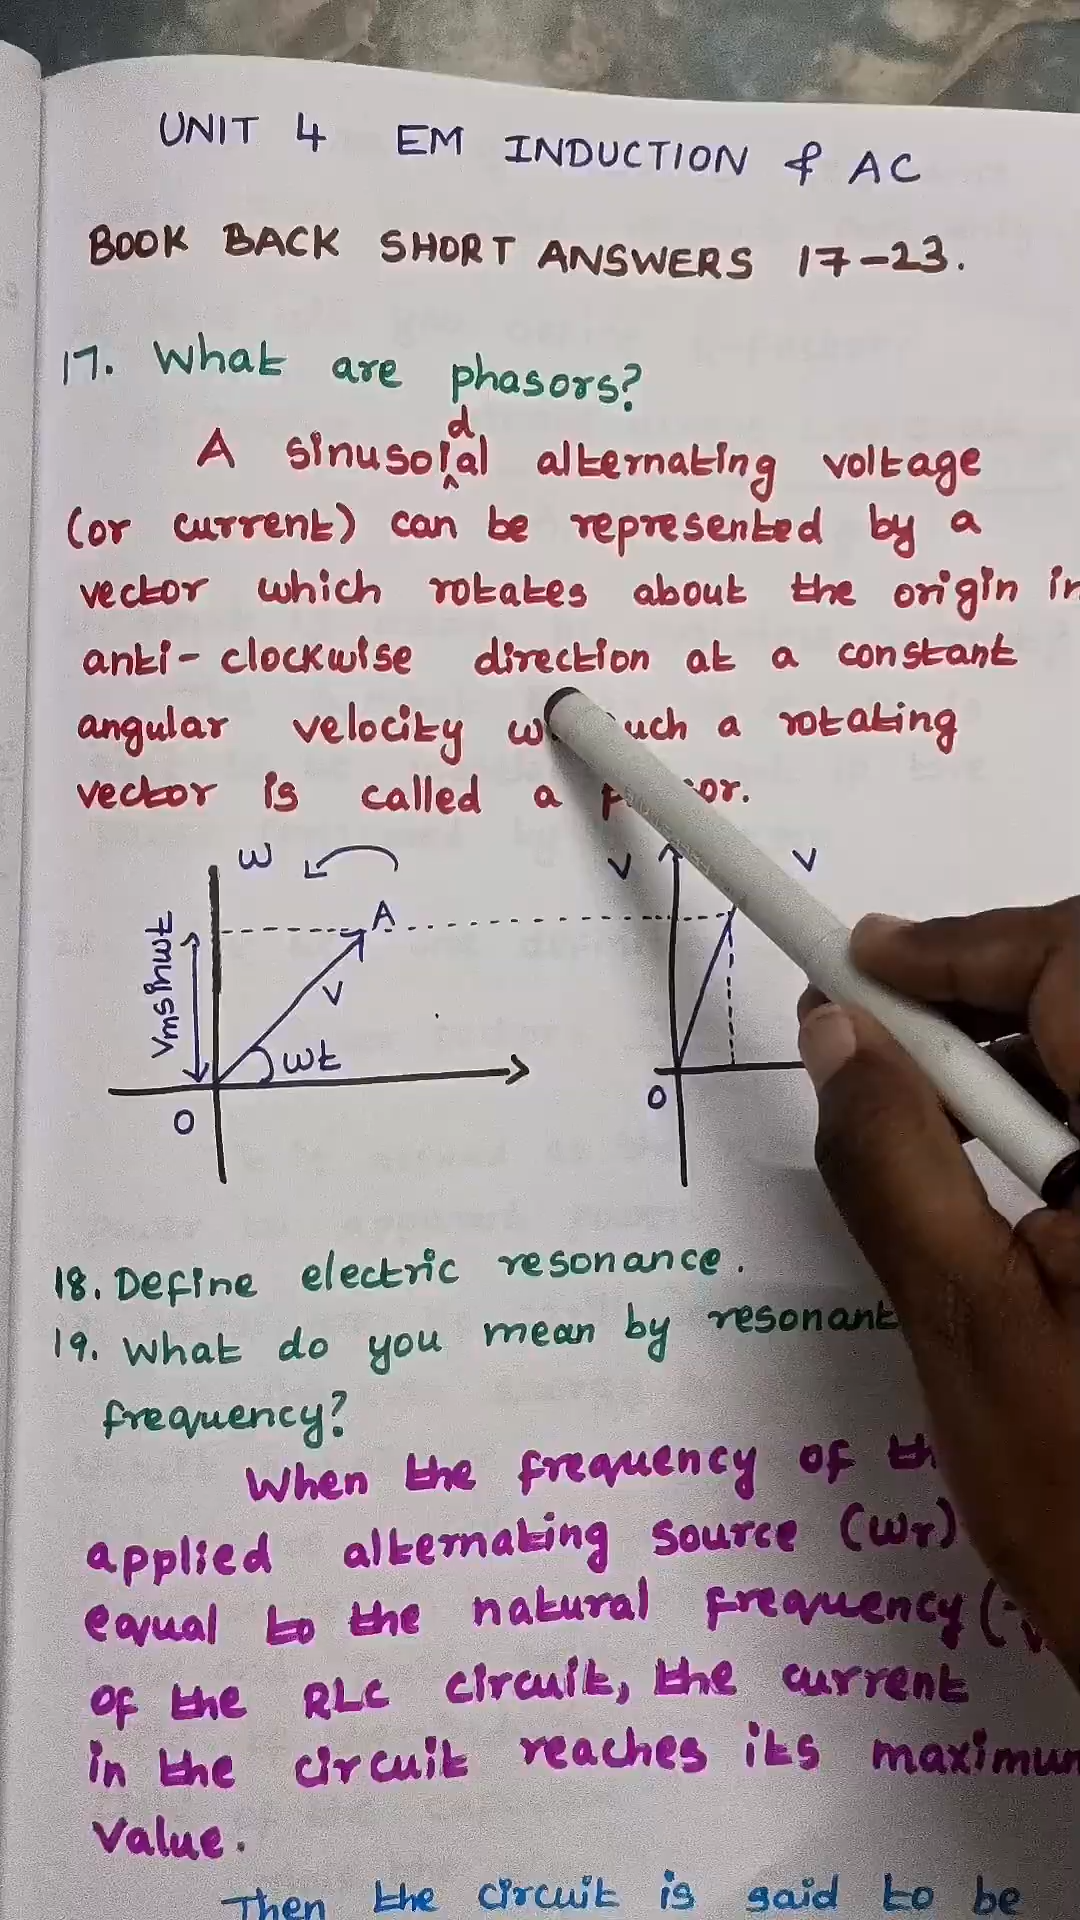 UNIT 4 EM INDUCTION & AC
BOOK BACK SHORT ANSWERS 17-23.
17. What are phasors?
A sinusoidal alternating voltage
(or current) can be represented by a
vector which rotates about the origin in
anti-clockwise direction at a constant
angular velocity a rotating
vector is called a
ω
V
V
A
Vmsinωt
V
ωt
O
O
18. Define electric resonance.
19. What do you mean by resonant
frequency?
When the frequency of
applied alternating source (ωr)
equal to the natural frequency
of the RLC circuit, the current
in the circuit reaches its maximum
value.
Then the circuit is said to be